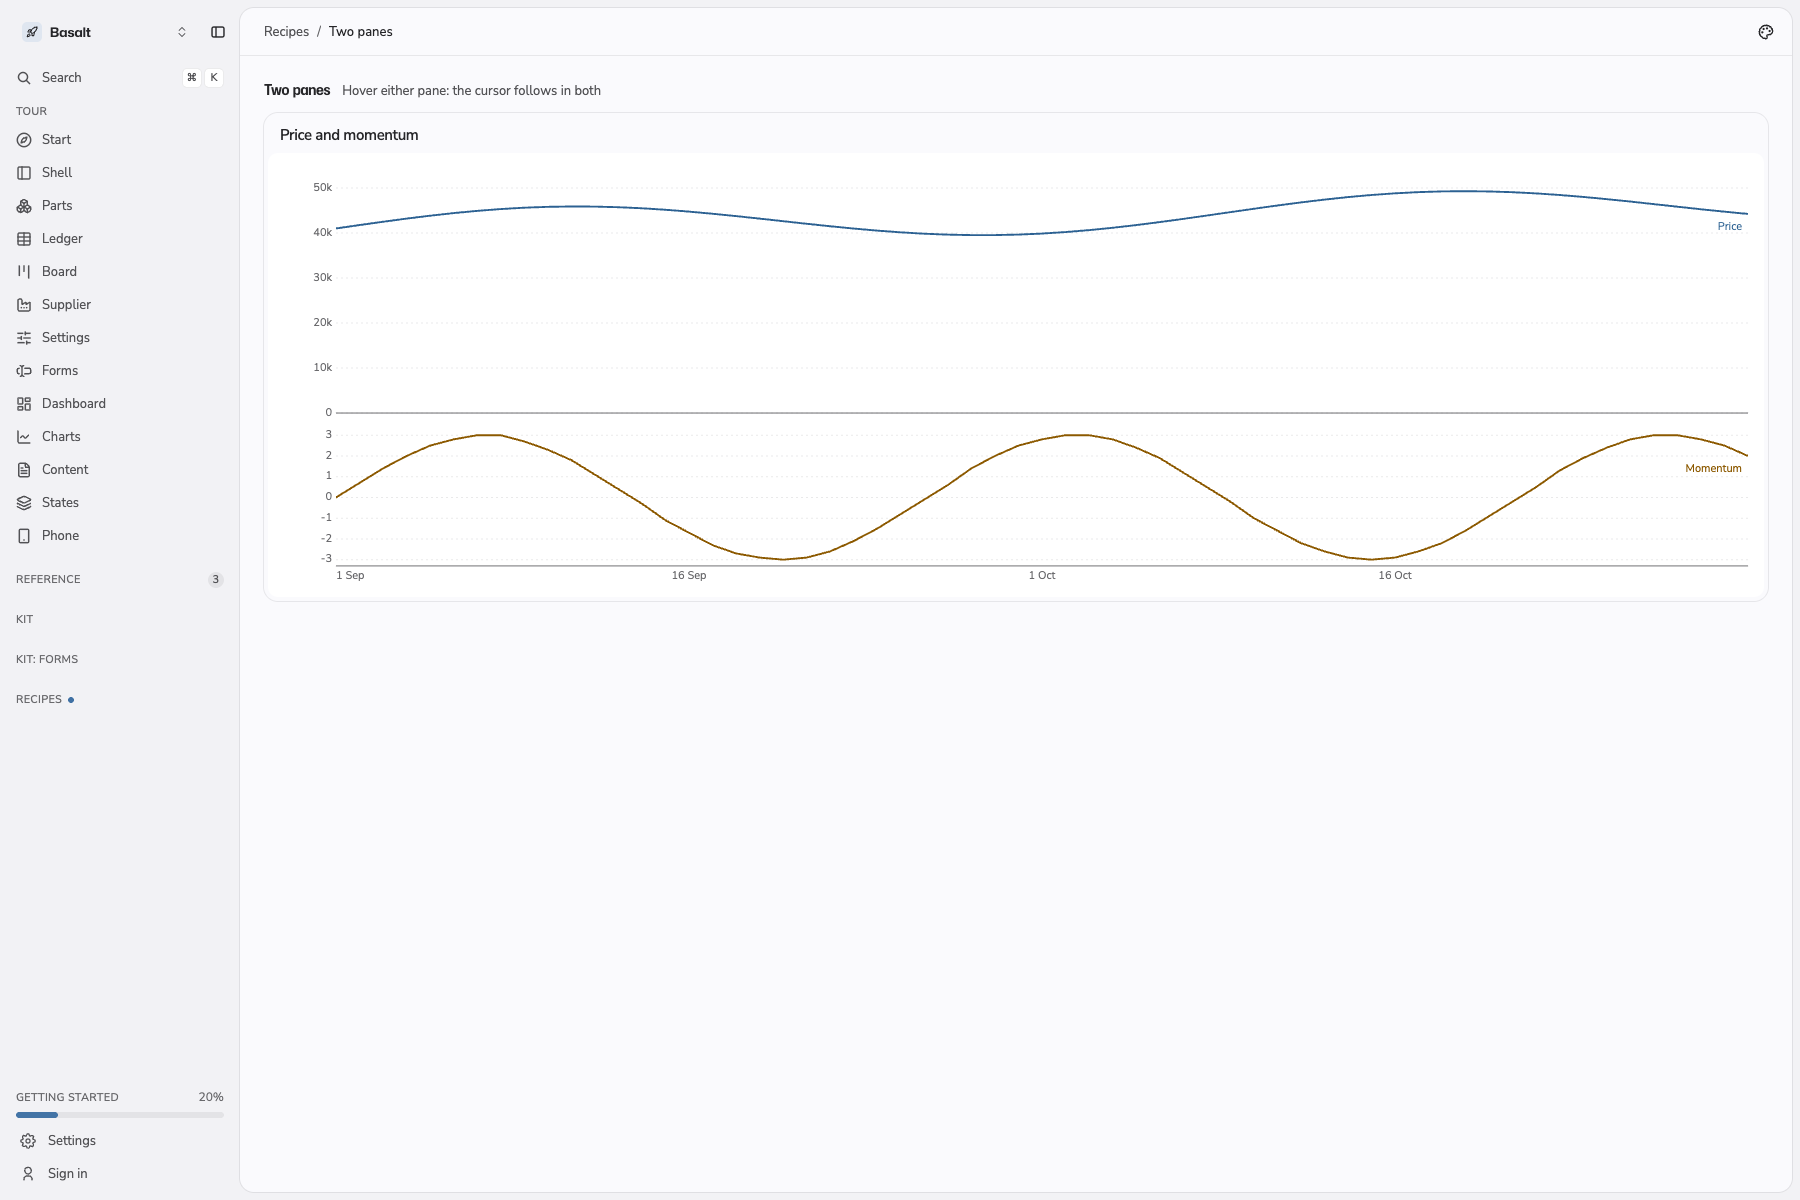 Basalt
Search ⌘ K
TOUR
Start
Shell
Parts
Ledger
Board
Supplier
Settings
Forms
Dashboard
Charts
Content
States
Phone
REFERENCE 3
KIT
KIT: FORMS
RECIPES
GETTING STARTED 20%
Settings
Sign in
Recipes / Two panes
Two panes Hover either pane: the cursor follows in both
Price and momentum
50k
40k
30k
20k
10k
0
Price
3
2
1
0
-1
-2
-3
Momentum
1 Sep 16 Sep 1 Oct 16 Oct